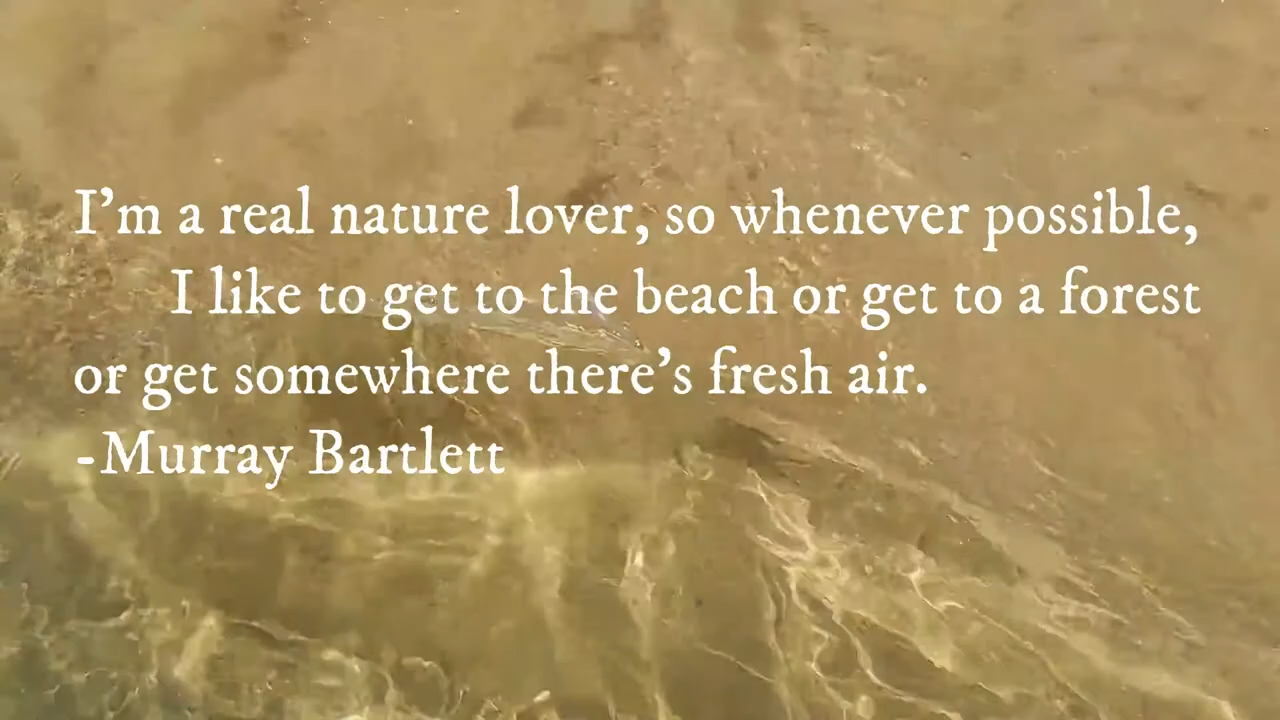 I’m a real nature lover, so whenever possible,
I like to get to the beach or get to a forest
or get somewhere there’s fresh air.
-Murray Bartlett